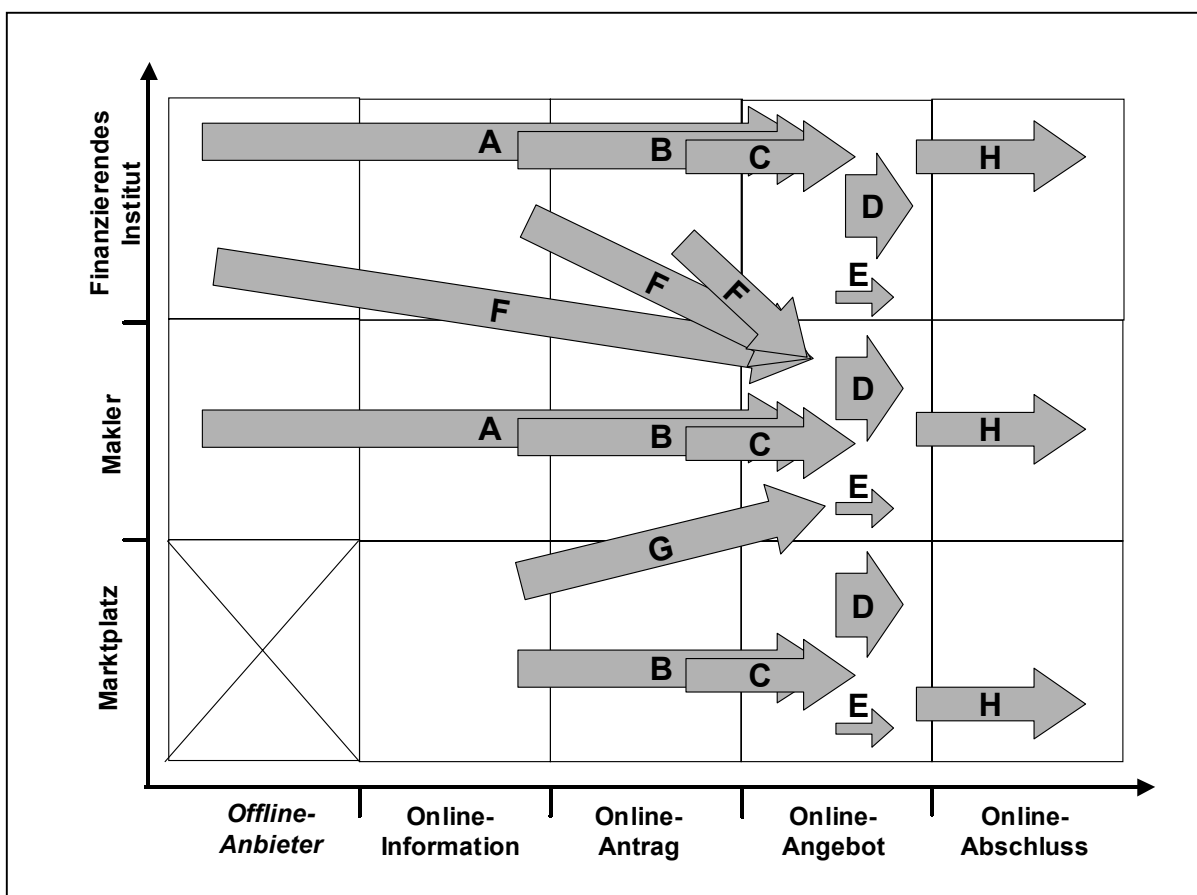 Finanzierendes
Institut
A
B
C
H
D
F
F
F
E
Makler
D
A
B
C
H
E
Marktplatz
G
D
B
C
E
H
Offline-
Anbieter
Online-
Information
Online-
Antrag
Online-
Angebot
Online-
Abschluss